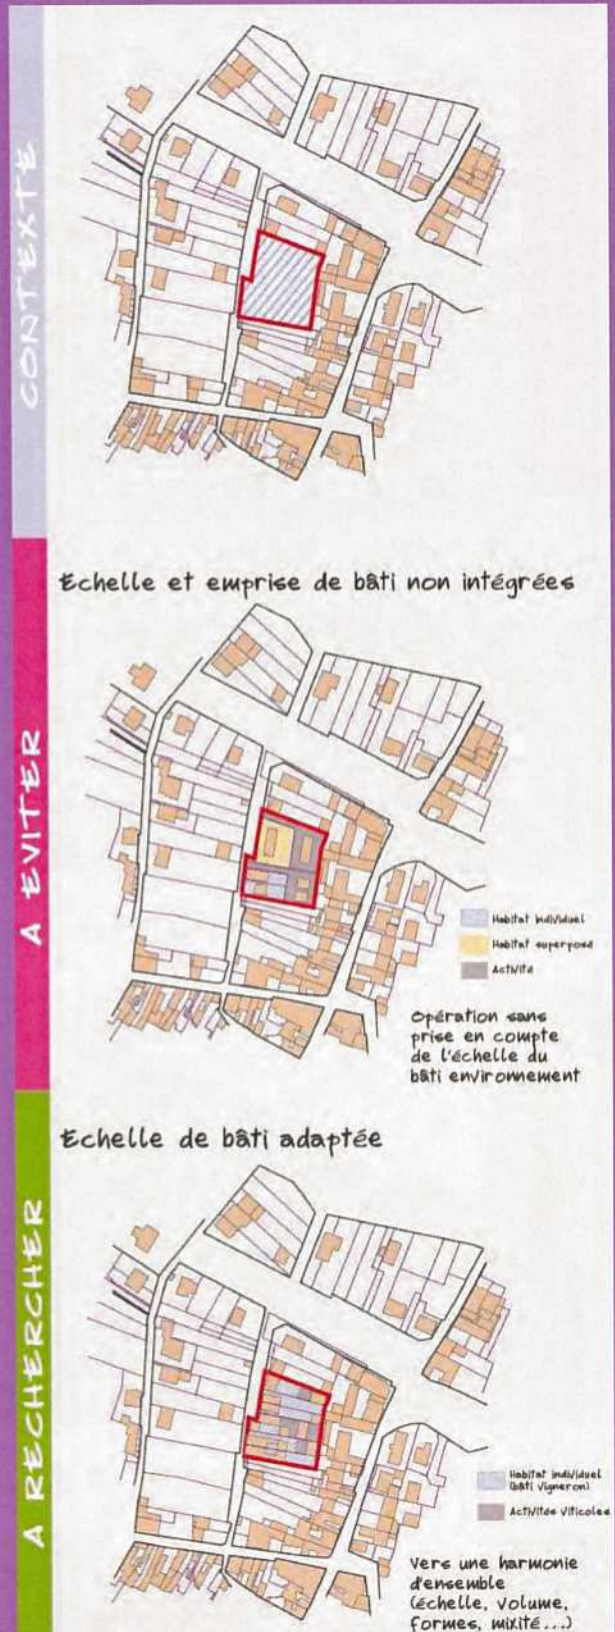 CONTEXTE
Echelle et emprise de bâti non intégrées
A EVITER
Habitat individuel
Habitat superposé
Activité
Opération sans
prise en compte
de l'échelle du
bâti environnement
Echelle de bâti adaptée
A RECHERCHER
Habitat individuel
(bâti vigneron)
Activités viticoles
Vers une harmonie
d'ensemble
(échelle, volume,
formes, mixité...)